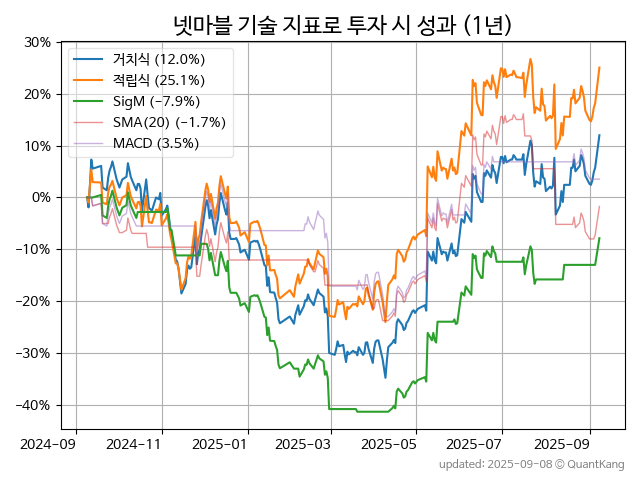 넷마블 기술 지표로 투자 시 성과 (1년)
30%
20%
10%
0%
−10%
−20%
−30%
−40%
거치식 (12.0%)
적립식 (25.1%)
SigM (−7.9%)
SMA(20) (−1.7%)
MACD (3.5%)
2024-09
2024-11
2025-01
2025-03
2025-05
2025-07
2025-09
updated: 2025-09-08 © QuantKang